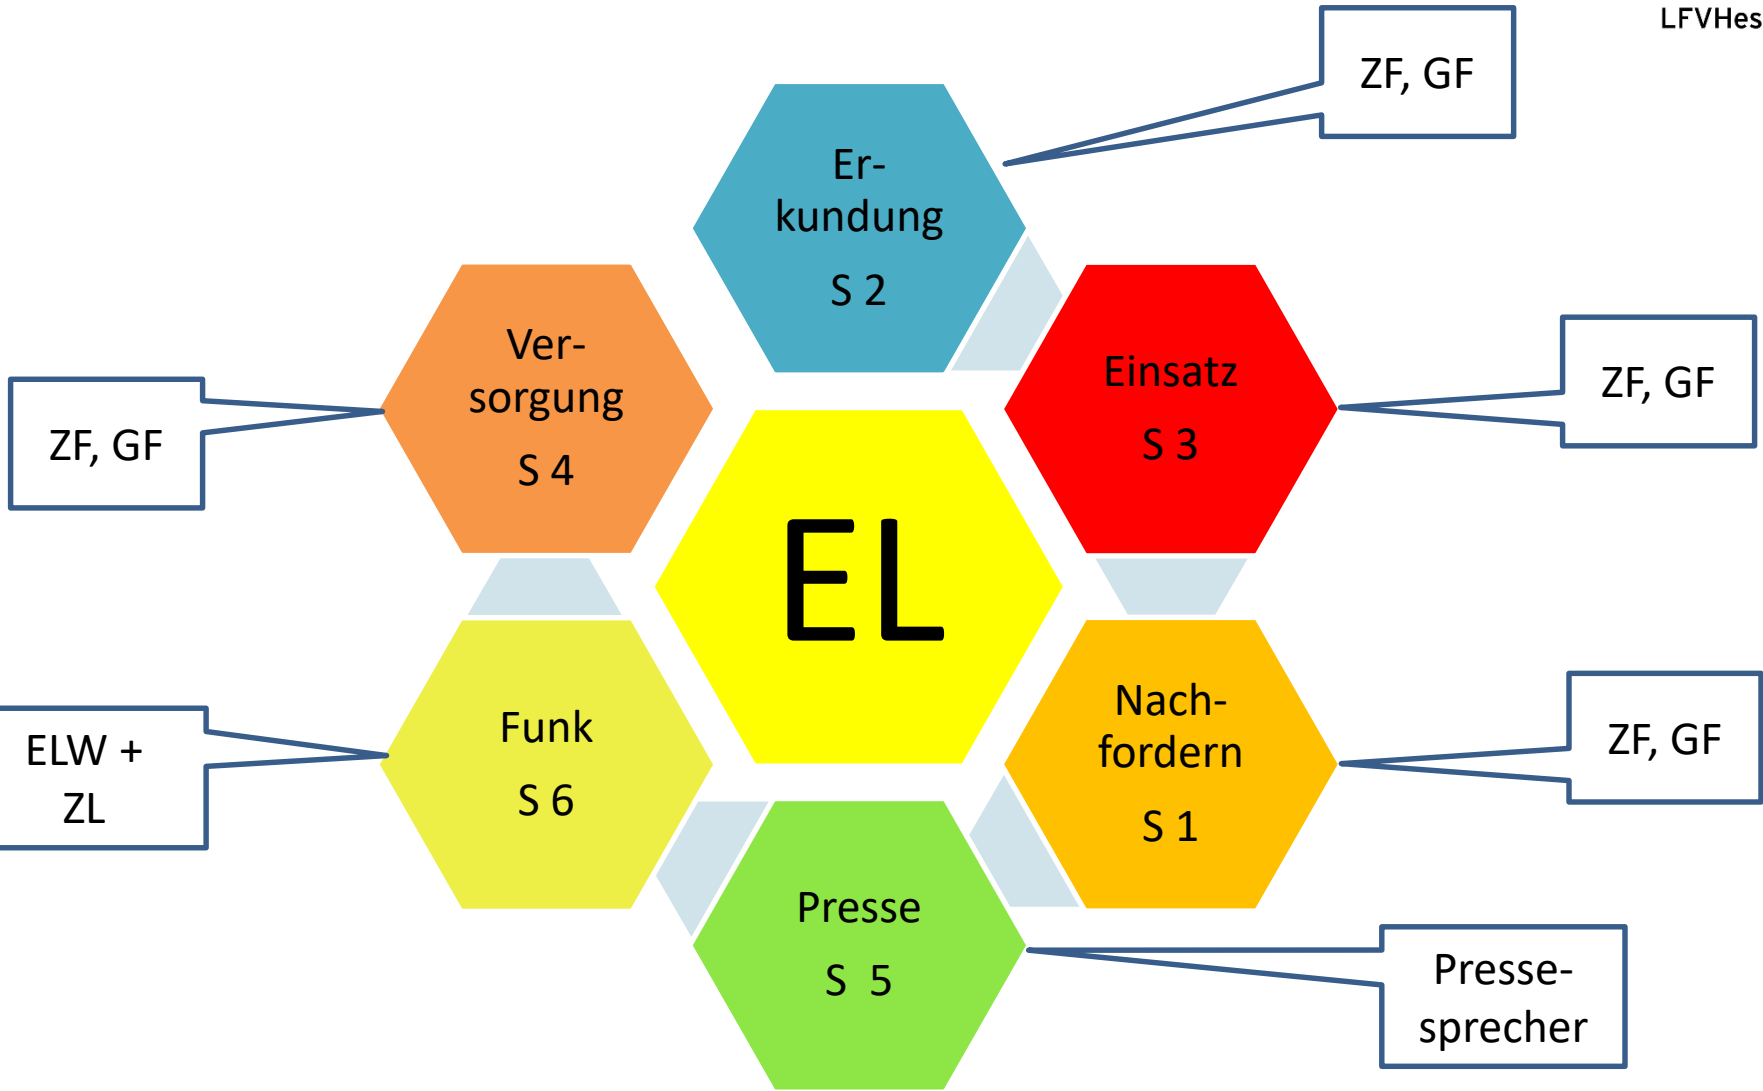 LFVHes
ZF, GF
Er-
kundung
S 2
Ver-
sorgung
S 4
Einsatz
S 3
ZF, GF
ZF, GF
EL
Funk
S 6
Nach-
fordern
S 1
ZF, GF
ELW +
ZL
Presse
S 5
Presse-
sprecher